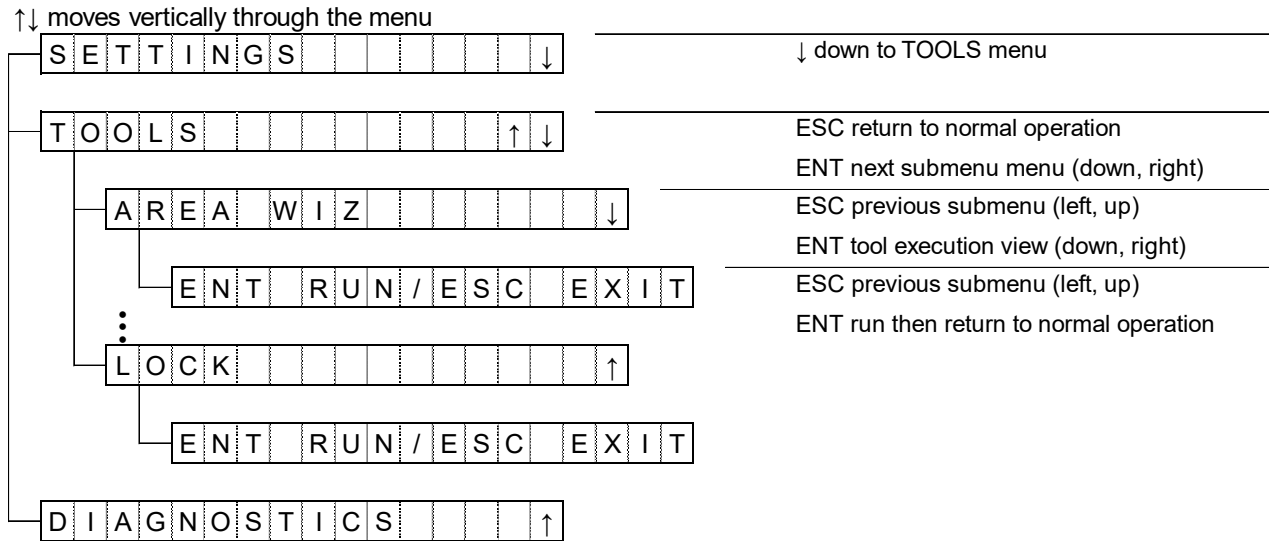 ↑↓ moves vertically through the menu
SETTINGS ↓
↓ down to TOOLS menu
TOOLS ↑↓
ESC return to normal operation
ENT next submenu menu (down, right)
AREA WIZ ↓
ESC previous submenu (left, up)
ENT tool execution view (down, right)
ENT RUN/ESC EXIT
ESC previous submenu (left, up)
ENT run then return to normal operation
LOCK ↑
ENT RUN/ESC EXIT
DIAGNOSTICS ↑